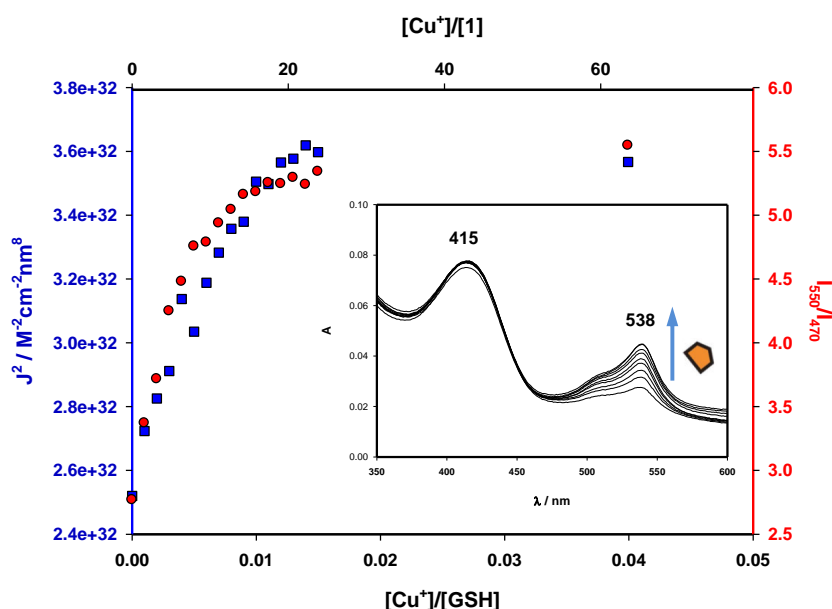 [Cu+]/[1]
0 20 40 60
3.8e+32 6.0
3.6e+32 5.5
3.4e+32 5.0
3.2e+32 4.5
3.0e+32 4.0
2.8e+32 3.5
2.6e+32 3.0
2.4e+32 2.5
J² / M⁻²cm⁻²nm⁸
I₅₅₀/I₄₇₀
0.10
0.08
0.06
0.04
0.02
0.00
A
415
538
350 400 450 500 550 600
λ / nm
0.00 0.01 0.02 0.03 0.04 0.05
[Cu⁺]/[GSH]